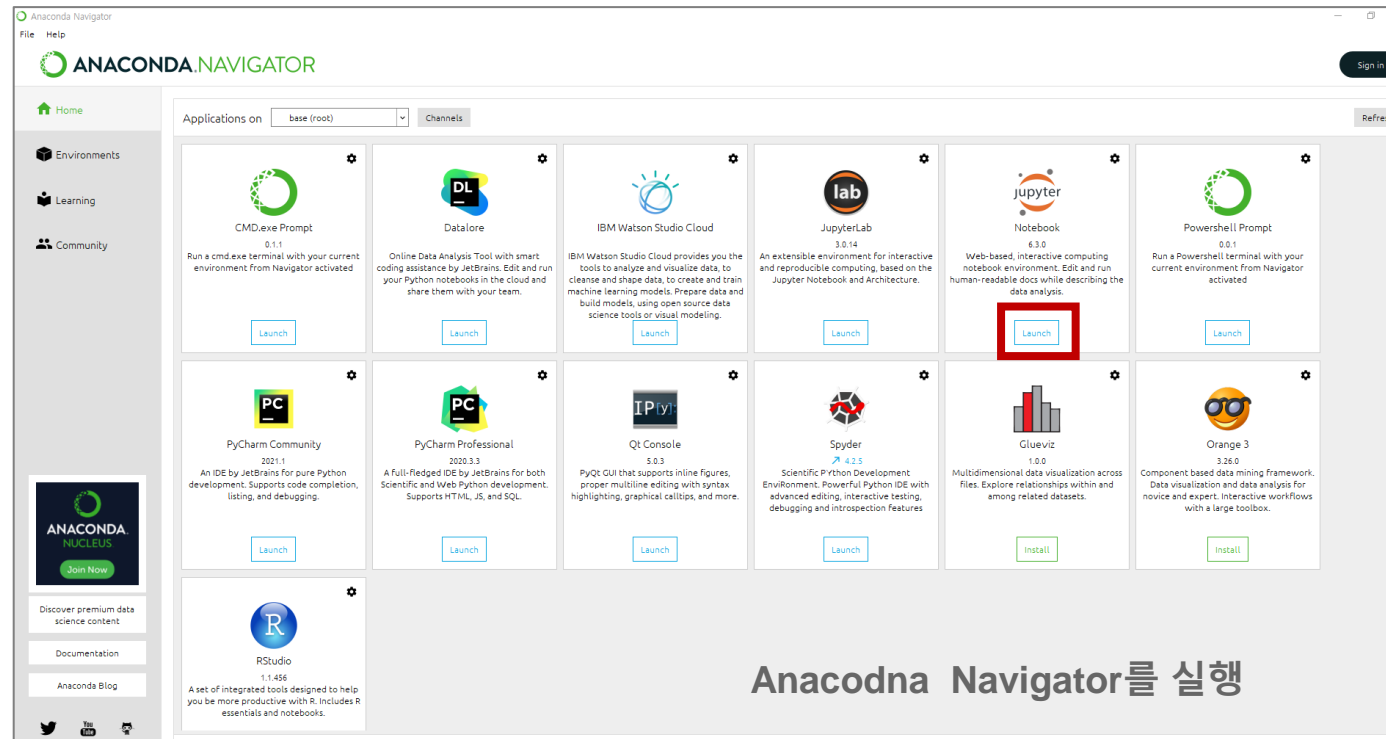 Anaconda Navigator
File Help
ANACONDA.NAVIGATOR
Sign in
Home
Environments
Learning
Community
Applications on base (root) Channels
Refres
CMD.exe Prompt
0.1.1
Run a cmd.exe terminal with your current
environment from Navigator activated
Launch
DL
Datalore
Online Data Analysis Tool with smart
coding assistance by JetBrains. Edit and run
your Python notebooks in the cloud and
share them with your team.
Launch
IBM Watson Studio Cloud
IBM Watson Studio Cloud provides you the
tools to analyze and visualize data, to
cleanse and shape data, to create and train
machine learning models. Prepare data and
build models, using open source data
science tools or visual modeling.
Launch
lab
JupyterLab
3.0.14
An extensible environment for interactive
and reproducible computing, based on the
Jupyter Notebook and Architecture.
Launch
jupyter
Notebook
6.3.0
Web-based, interactive computing
notebook environment. Edit and run
human-readable docs while describing the
data analysis.
Launch
Powershell Prompt
0.0.1
Run a Powershell terminal with your
current environment from Navigator
activated
Launch
PC
PyCharm Community
2021.1
An IDE by JetBrains for pure Python
development. Supports code completion,
listing, and debugging.
Launch
PC
PyCharm Professional
2020.3.3
A full-fledged IDE by JetBrains for both
Scientific and Web Python development.
Supports HTML, JS, and SQL.
Launch
IP[y]:
Qt Console
5.0.3
PyQt GUI that supports inline figures,
proper multiline editing with syntax
highlighting, graphical calltips, and more.
Launch
Spyder
4.2.5
Scientific PYthon Development
EnviRonment. Powerful Python IDE with
advanced editing, interactive testing,
debugging and introspection features
Launch
Glueviz
1.0.0
Multidimensional data visualization across
files. Explore relationships within and
among related datasets.
Install
Orange 3
3.26.0
Component based data mining framework.
Data visualization and data analysis for
novice and expert. Interactive workflows
with a large toolbox.
Install
R
RStudio
1.1.456
A set of integrated tools designed to help
you be more productive with R. Includes R
essentials and notebooks.
ANACONDA.
NUCLEUS
Join Now
Discover premium data
science content
Documentation
Anaconda Blog
You
Tube
Anacodna Navigator를 실행